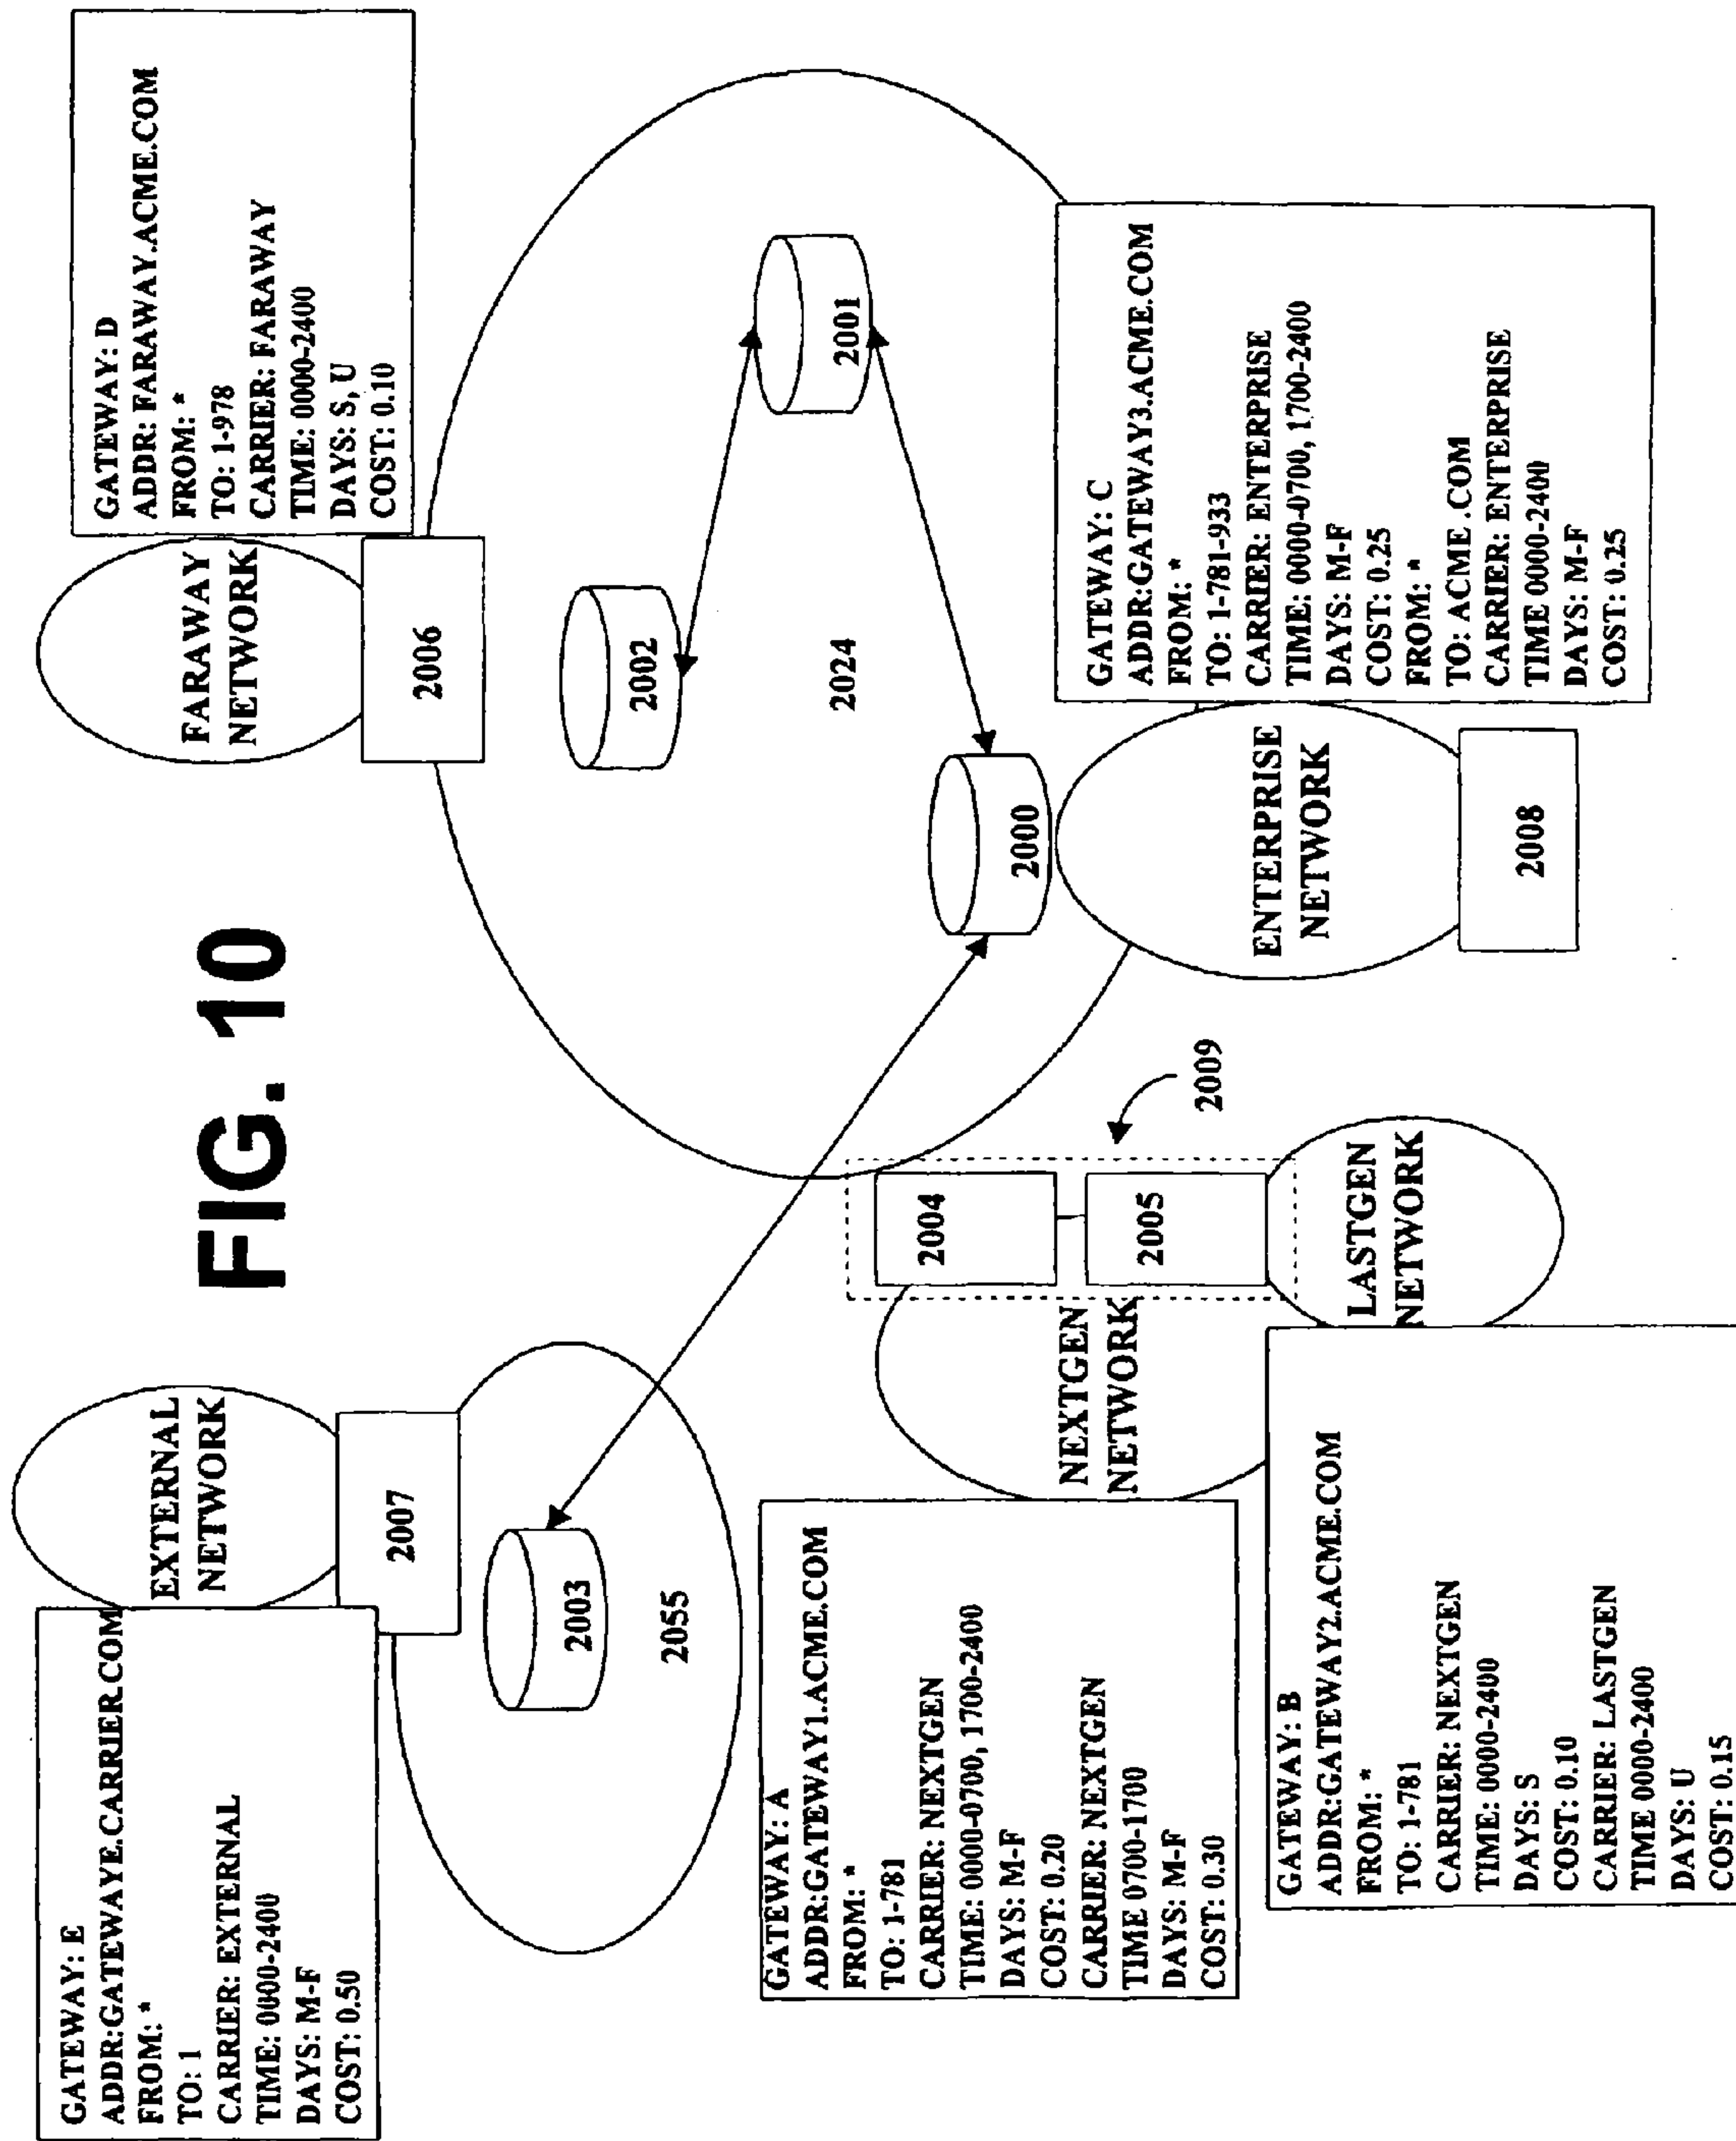 FIG. 10
EXTERNAL
NETWORK
GATEWAY: E
ADDR:GATEWAYE.CARRIER.COM
FROM: *
TO: 1
CARRIER: EXTERNAL
TIME: 0000-2400
DAYS: M-F
COST: 0.50
2007
2003
2055
FARAWAY
NETWORK
GATEWAY: D
ADDR: FARAWAY.ACME.COM
FROM: *
TO: 1-978
CARRIER: FARAWAY
TIME: 0000-2400
DAYS: S, U
COST: 0.10
2006
2002
2001
2024
2000
GATEWAY: A
ADDR:GATEWAY1.ACME.COM
FROM: *
TO: 1-781
CARRIER: NEXTGEN
TIME: 0000-0700, 1700-2400
DAYS: M-F
COST: 0.20
CARRIER: NEXTGEN
TIME 0700-1700
DAYS: M-F
COST: 0.30
NEXTGEN
NETWORK
2004
2005
2009
GATEWAY: B
ADDR:GATEWAY2.ACME.COM
FROM: *
TO: 1-781
CARRIER: NEXTGEN
TIME: 0000-2400
DAYS: S
COST: 0.10
CARRIER: LASTGEN
TIME 0000-2400
DAYS: U
COST: 0.15
LASTGEN
NETWORK
ENTERPRISE
NETWORK
2008
GATEWAY: C
ADDR:GATEWAY3.ACME.COM
FROM: *
TO: 1-781-933
CARRIER: ENTERPRISE
TIME: 0000-0700, 1700-2400
DAYS: M-F
COST: 0.25
FROM: *
TO: ACME.COM
CARRIER: ENTERPRISE
TIME 0000-2400
DAYS: M-F
COST: 0.25